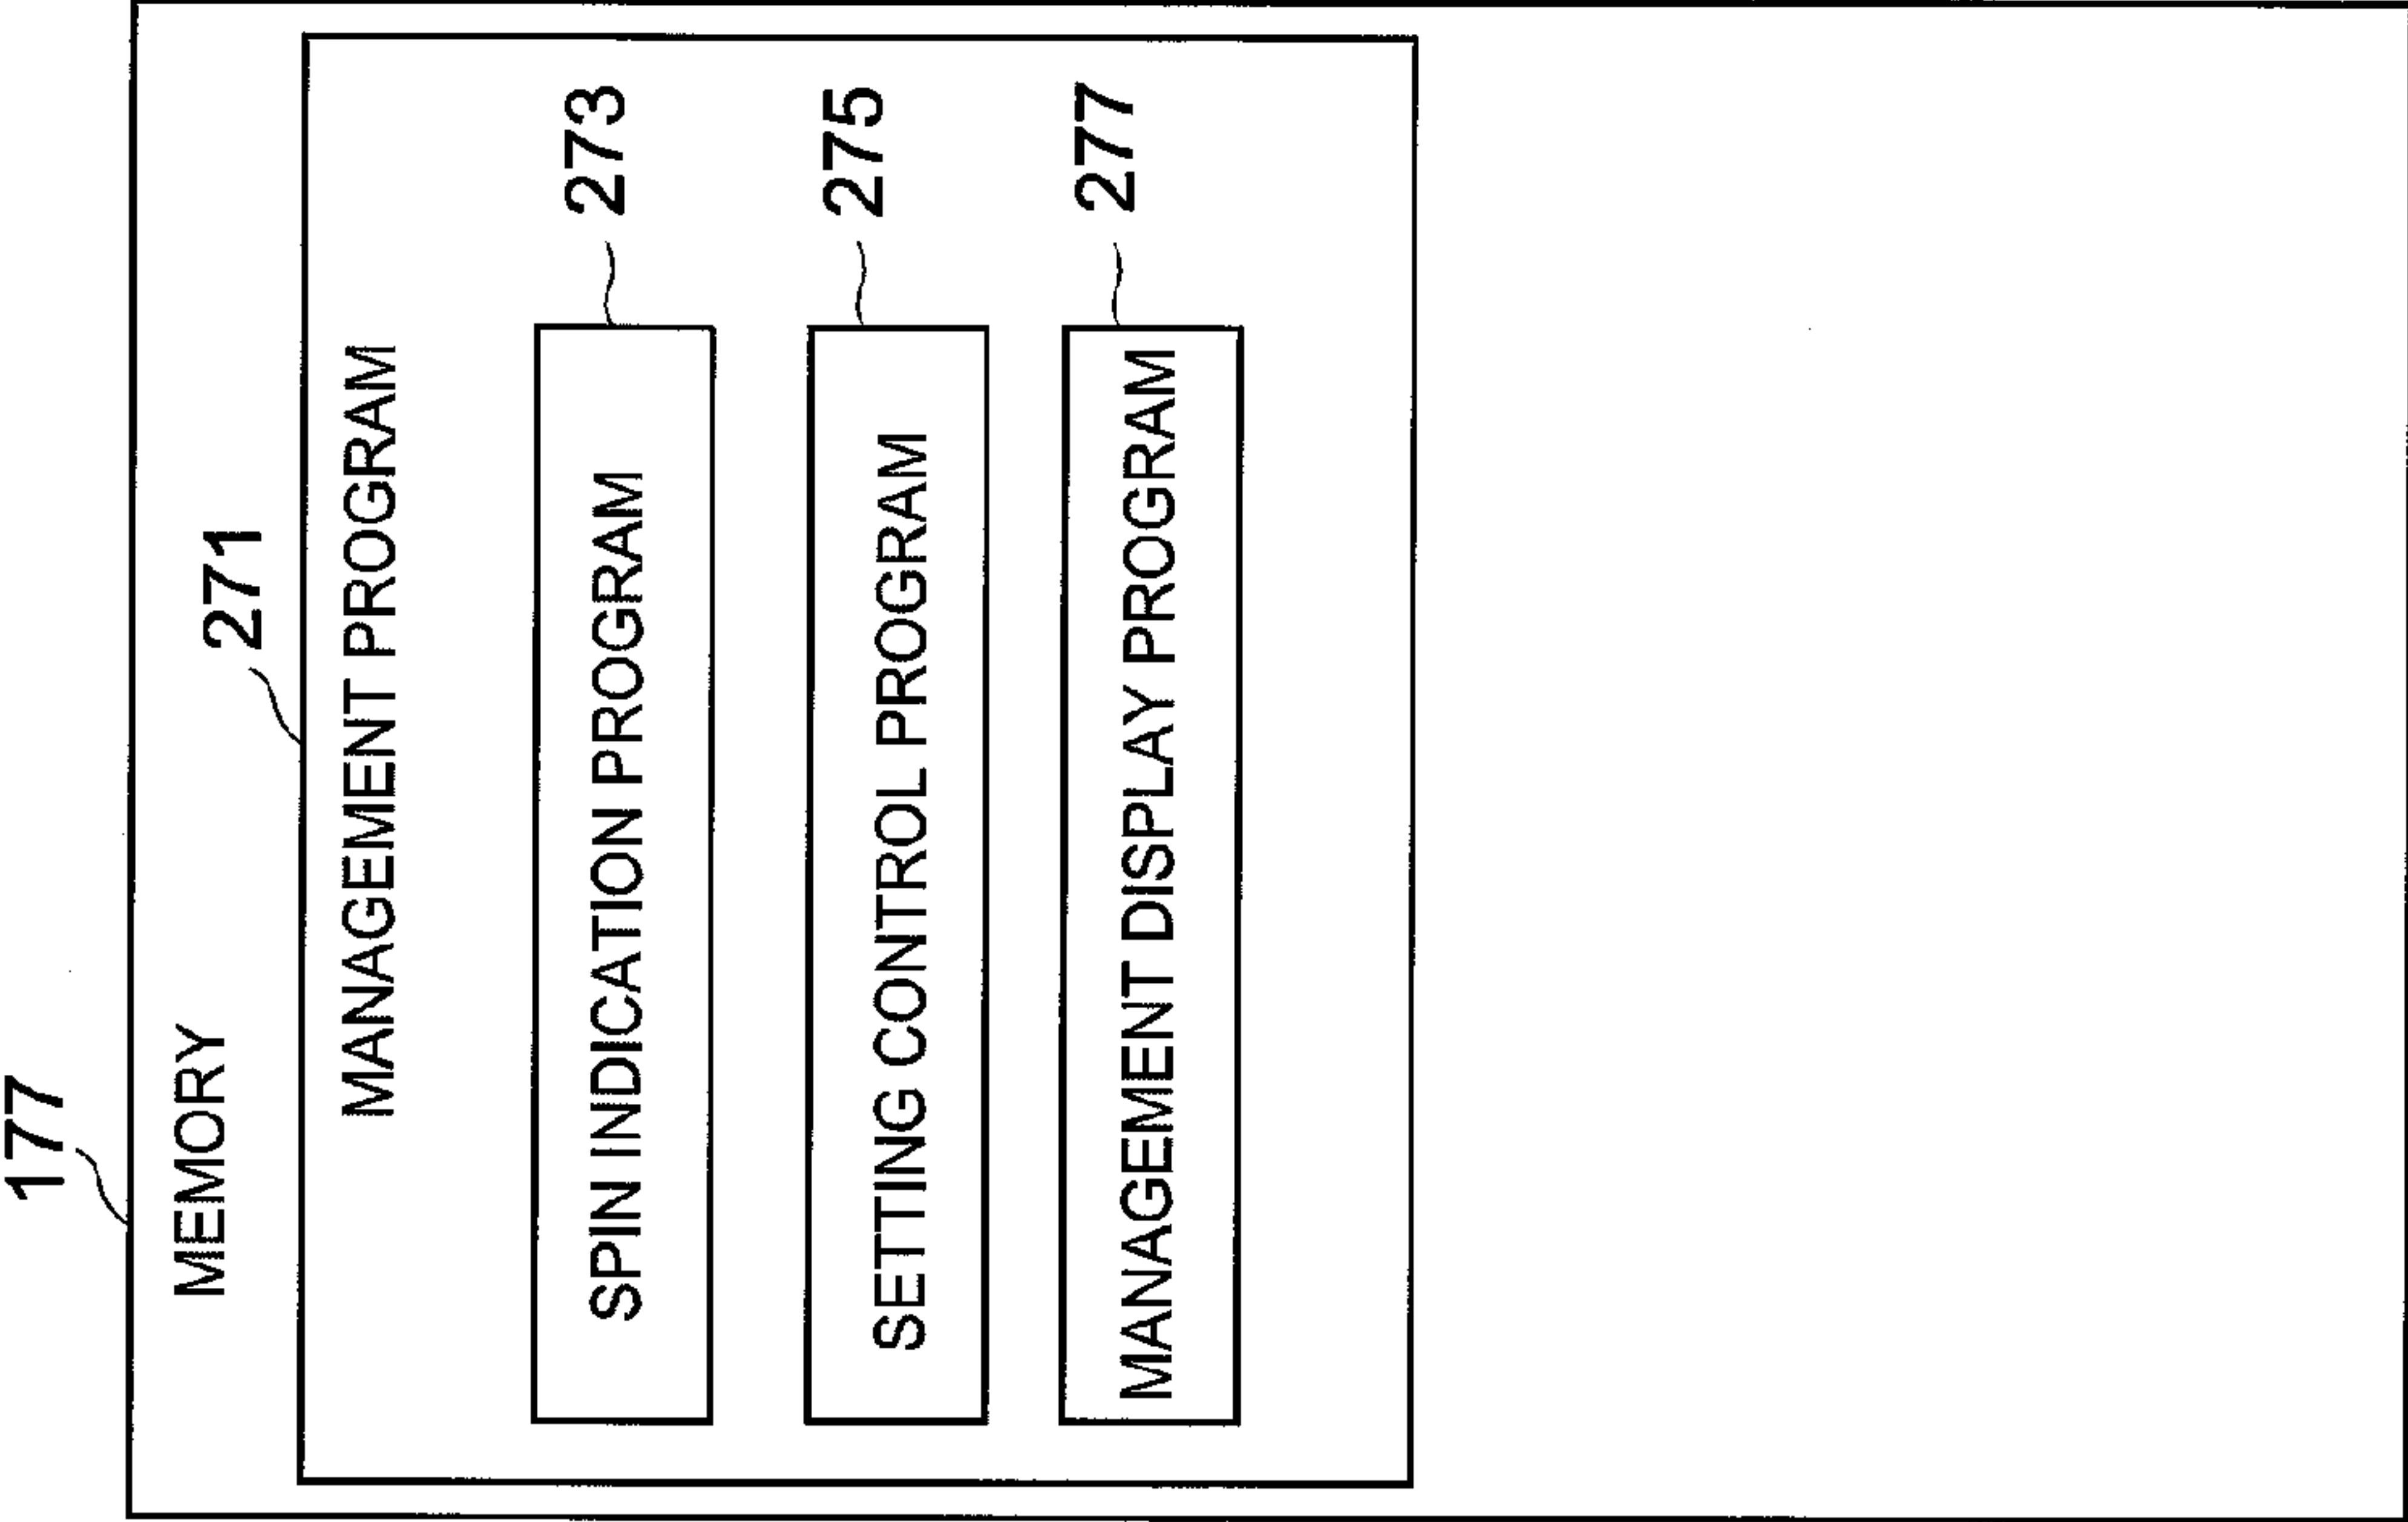 177
MEMORY
271
MANAGEMENT PROGRAM
SPIN INDICATION PROGRAM
273
SETTING CONTROL PROGRAM
275
MANAGEMENT DISPLAY PROGRAM
277